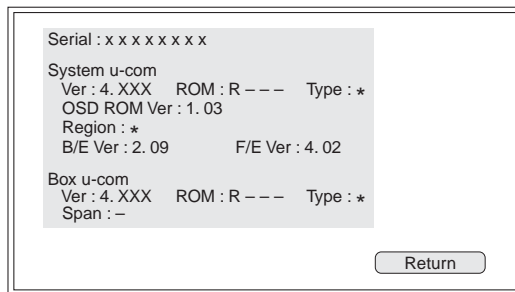 Serial : x x x x x x x x
System u-com
Ver : 4. XXX ROM : R – – – Type : *
OSD ROM Ver : 1. 03
Region : *
B/E Ver : 2. 09 F/E Ver : 4. 02
Box u-com
Ver : 4. XXX ROM : R – – – Type : *
Span : –
Return